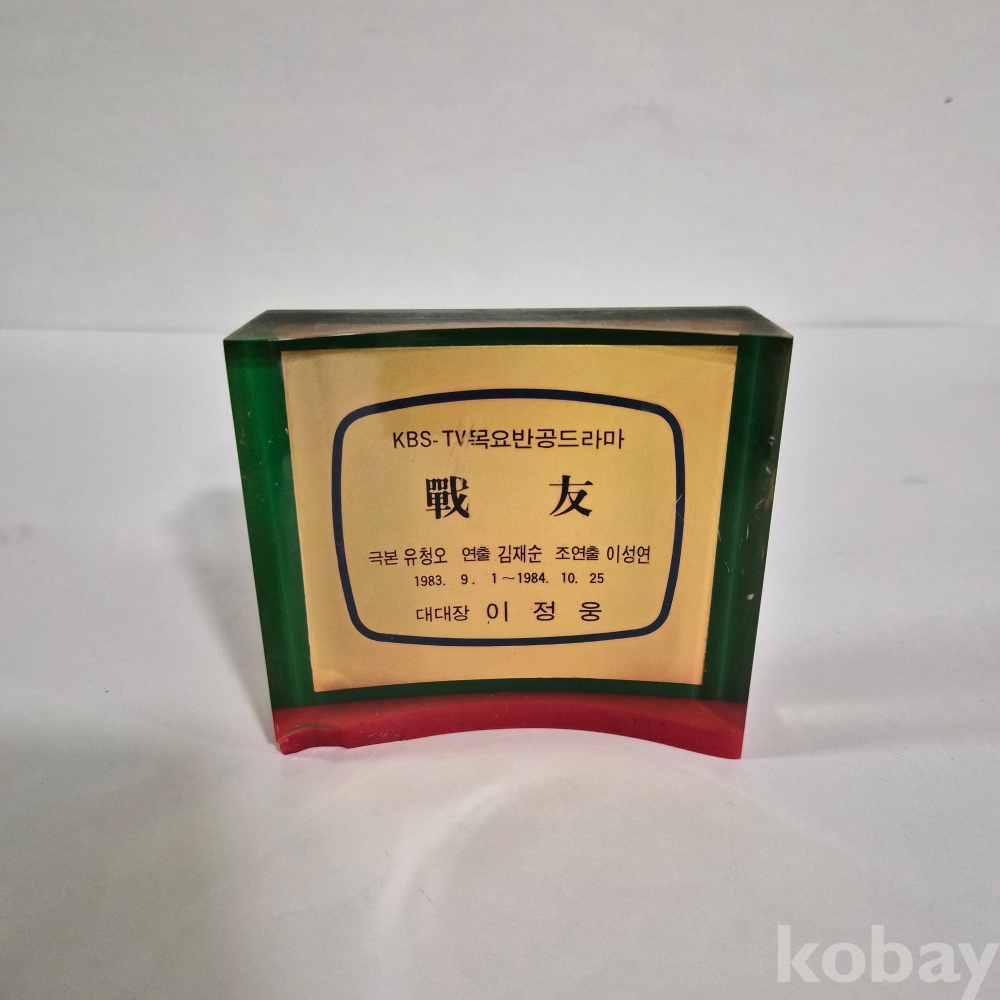 KBS-TV목요반공드라마
戰友
극본 유청오 연출 김재순 조연출 이성연
1983. 9. 1~1984. 10. 25
대대장 이정웅
kobay